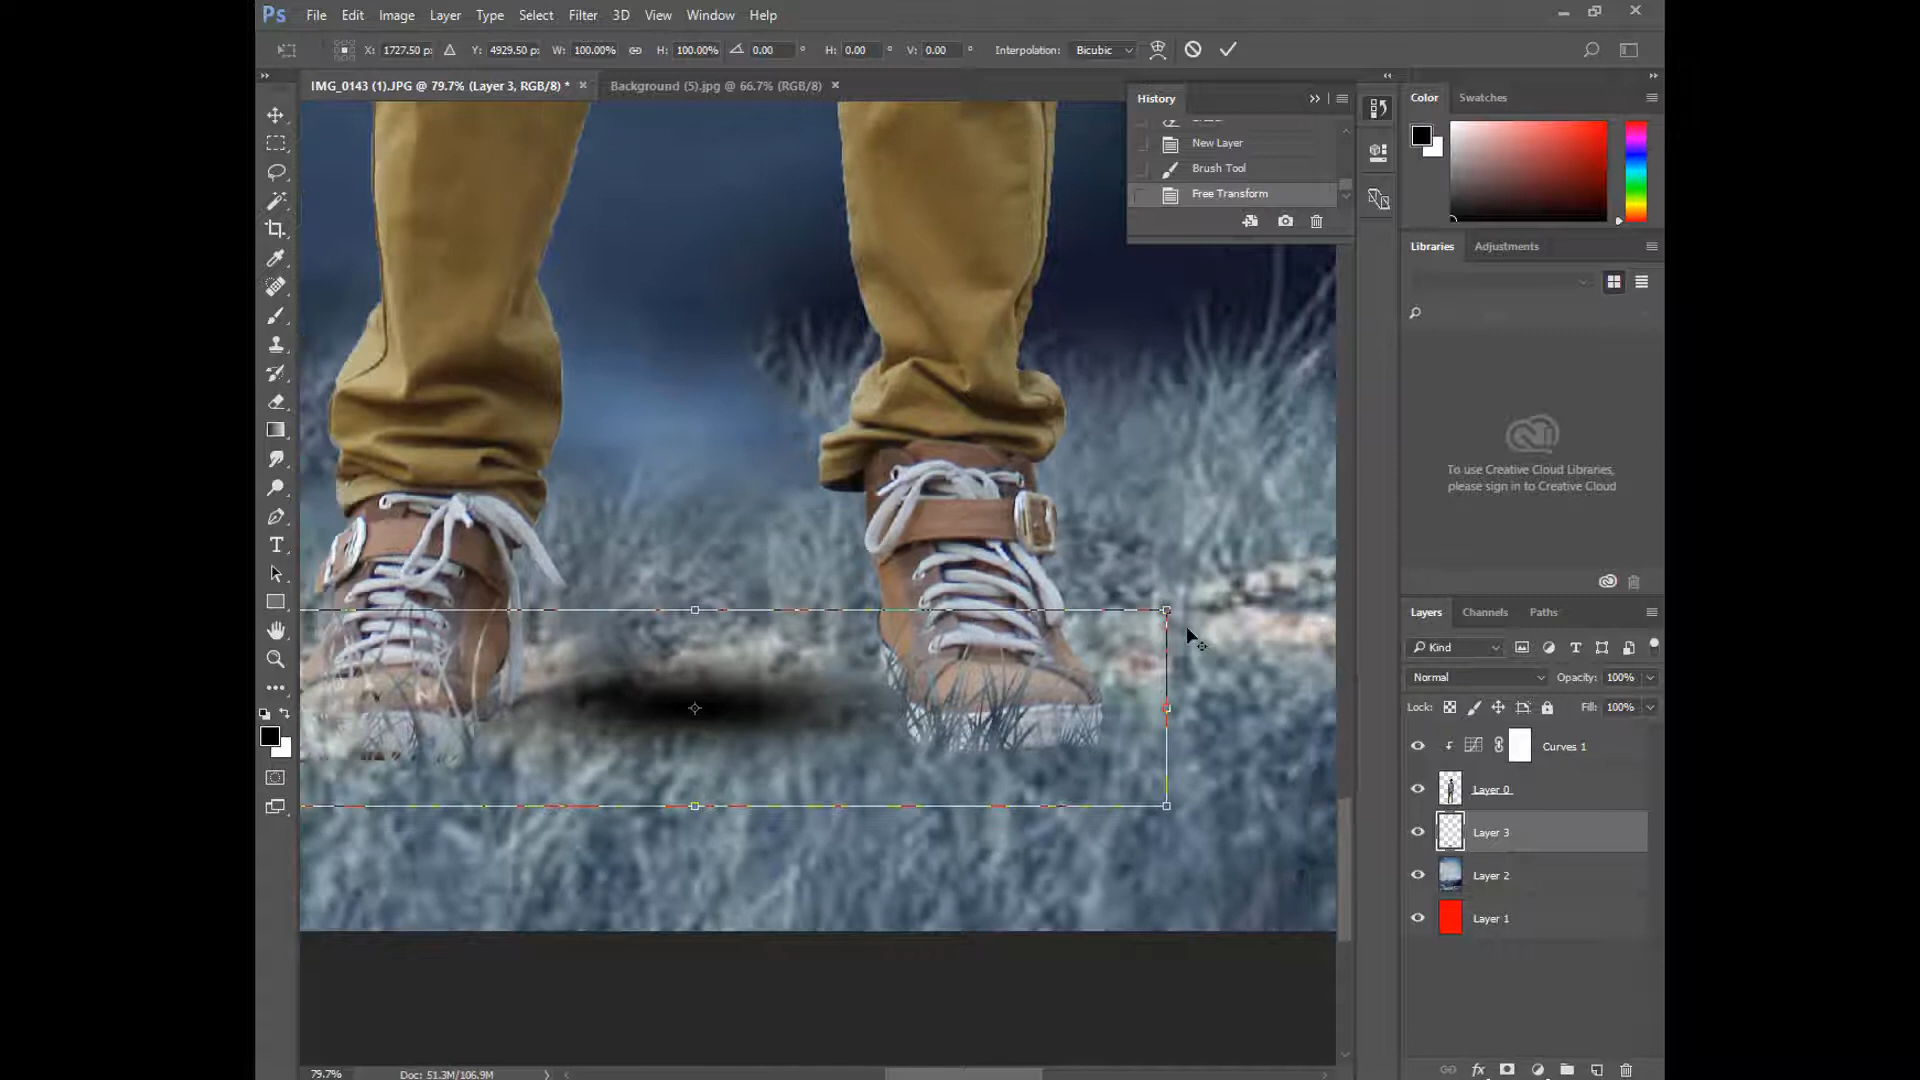 Ps File Edit Image Layer Type Select Filter 3D View Window Help
X: 1727.50 p: Y: 4929.50 p: W: 100.00% H: 100.00% 0.00 ° H: 0.00 ° V: 0.00 ° Interpolation: Bicubic
IMG_0143 (1).JPG @ 79.7% (Layer 3, RGB/8) * Background (5).jpg @ 66.7% (RGB/8)
History
New Layer
Brush Tool
Free Transform
Color Swatches
Libraries Adjustments
To use Creative Cloud Libraries,
please sign in to Creative Cloud
Layers Channels Paths
Kind
Normal Opacity: 100%
Lock: Fill: 100%
Curves 1
Layer 0
Layer 3
Layer 2
Layer 1
79.7% Doc: 51.3M/106.9M